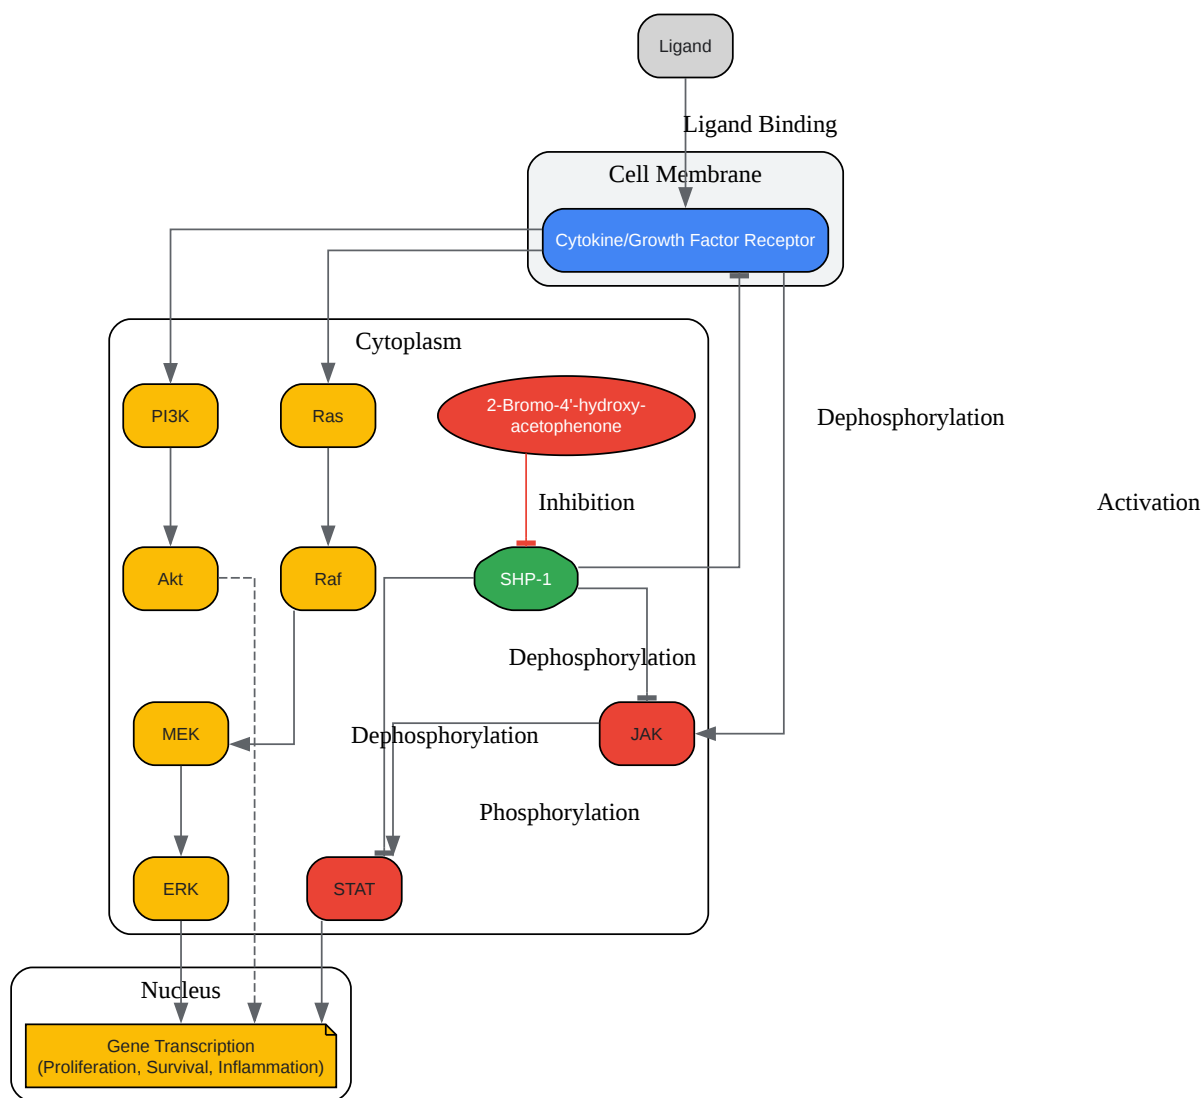 Ligand
Ligand Binding
Cell Membrane
Cytokine/Growth Factor Receptor
Cytoplasm
PI3K
Ras
2-Bromo-4'-hydroxy-
acetophenone
Dephosphorylation
Inhibition
Activation
Akt
Raf
SHP-1
Dephosphorylation
MEK
Dephosphorylation
JAK
Phosphorylation
ERK
STAT
Nucleus
Gene Transcription
(Proliferation, Survival, Inflammation)